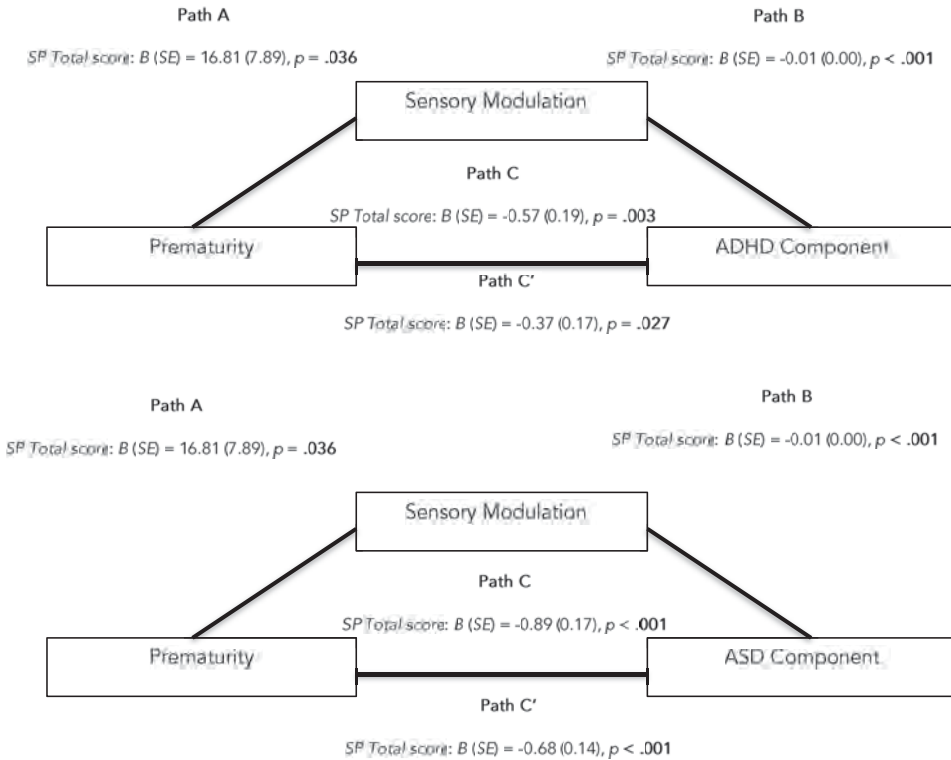 Path A
Path B
SP Total score: B (SE) = 16.81 (7.89), p = .036
SP Total score: B (SE) = -0.01 (0.00), p < .001
Sensory Modulation
Path C
SP Total score: B (SE) = -0.57 (0.19), p = .003
Prematurity
ADHD Component
Path C'
SP Total score: B (SE) = -0.37 (0.17), p = .027
Path A
Path B
SP Total score: B (SE) = 16.81 (7.89), p = .036
SP Total score: B (SE) = -0.01 (0.00), p < .001
Sensory Modulation
Path C
SP Total score: B (SE) = -0.89 (0.17), p < .001
Prematurity
ASD Component
Path C'
SP Total score: B (SE) = -0.68 (0.14), p < .001